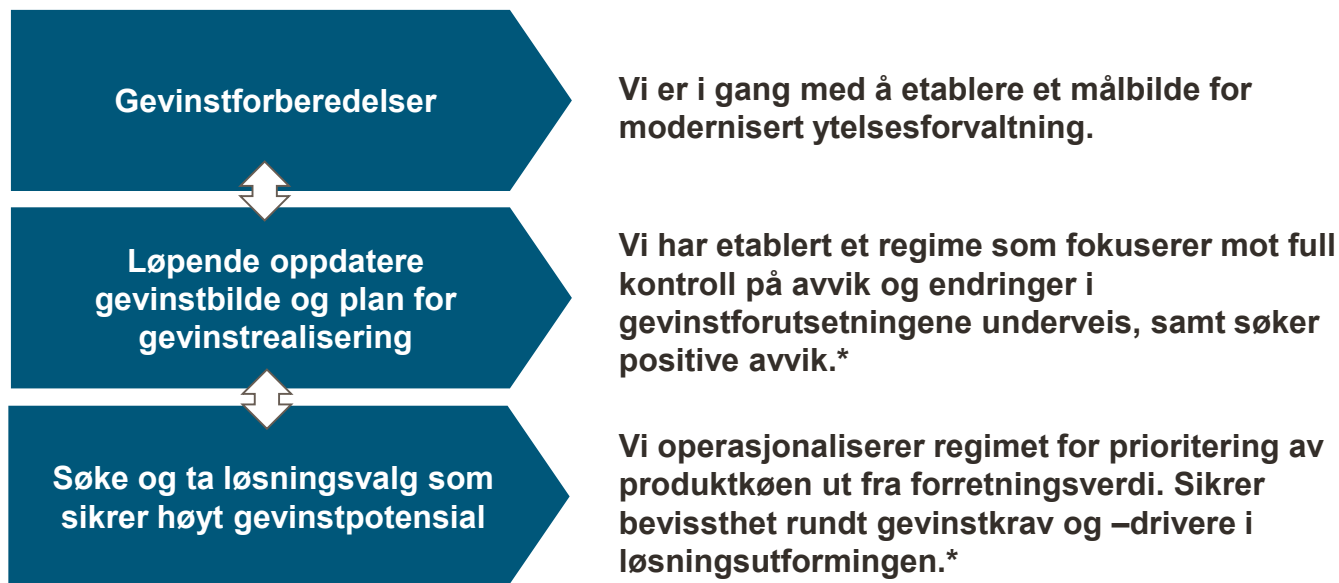 Gevinstforberedelser
Vi er i gang med å etablere et målbilde for
modernisert ytelsesforvaltning.
Løpende oppdatere
gevinstbilde og plan for
gevinstrealisering
Vi har etablert et regime som fokuserer mot full
kontroll på avvik og endringer i
gevinstforutsetningene underveis, samt søker
positive avvik.*
Søke og ta løsningsvalg som
sikrer høyt gevinstpotensial
Vi operasjonaliserer regimet for prioritering av
produktkøen ut fra forretningsverdi. Sikrer
bevissthet rundt gevinstkrav og –drivere i
løsningsutformingen.*